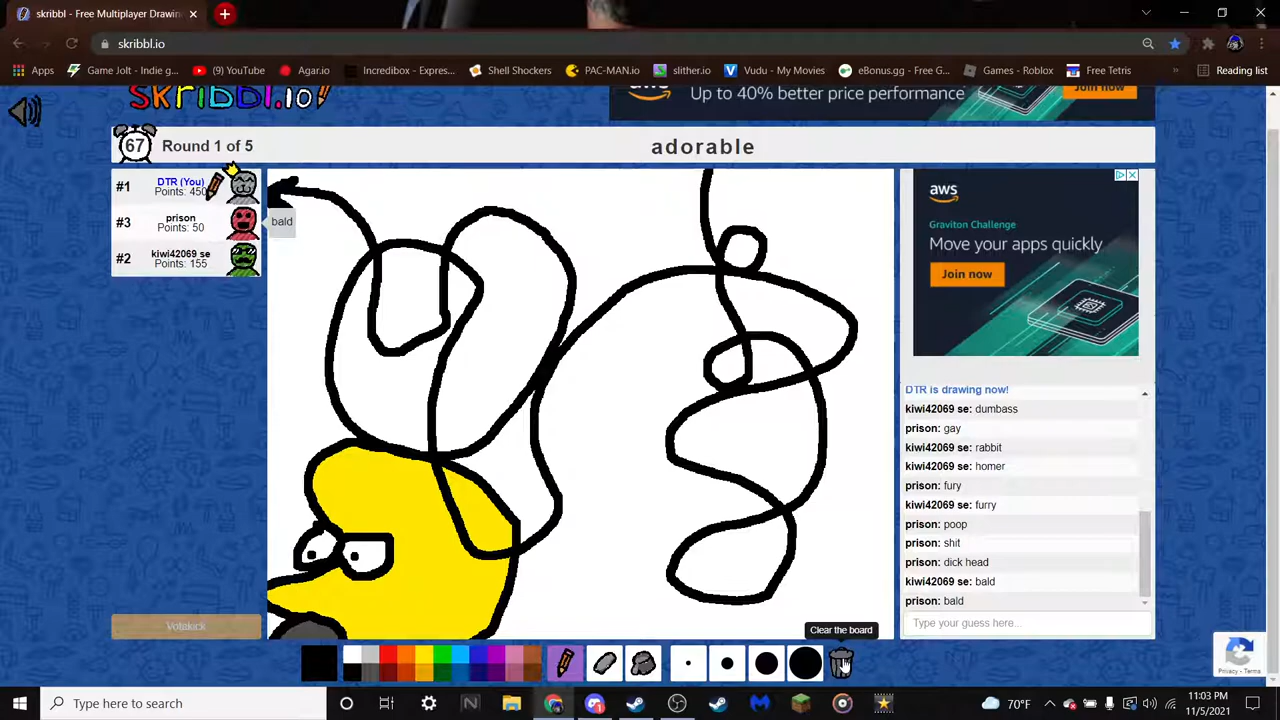 skribbl - Free Multiplayer Drawin
skribbl.io
Apps
Game Jolt - Indie g...
(9) YouTube
Agar.io
Incredibox - Expres...
Shell Shockers
PAC-MAN.io
slither.io
Vudu - My Movies
eBonus.gg - Free G...
Games - Roblox
Free Tetris
»
Reading list
skribbl.io
aws
Up to 40% better price performance
Join now
67
Round 1 of 5
adorable
#1
DTR (You)
Points: 450
#3
prison
Points: 50
bald
#2
kiwi42069 se
Points: 155
aws
Graviton Challenge
Move your apps quickly
Join now
DTR is drawing now!
kiwi42069 se: dumbass
prison: gay
kiwi42069 se: rabbit
kiwi42069 se: homer
prison: fury
kiwi42069 se: furry
prison: poop
prison: shit
prison: dick head
kiwi42069 se: bald
prison: bald
Type your guess here...
Votekick
Clear the board
Privacy - Terms
Type here to search
70°F
11:03 PM
11/5/2021